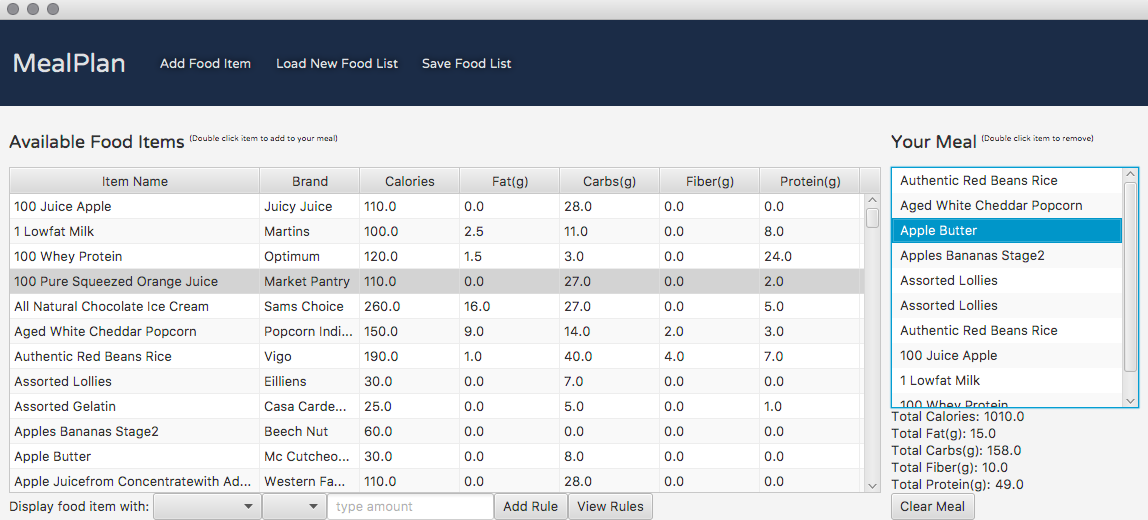 MealPlan Add Food Item Load New Food List Save Food List
Available Food Items (Double click item to add to your meal)
Item Name Brand Calories Fat(g) Carbs(g) Fiber(g) Protein(g)
100 Juice Apple Juicy Juice 110.0 0.0 28.0 0.0 0.0
1 Lowfat Milk Martins 100.0 2.5 11.0 0.0 8.0
100 Whey Protein Optimum 120.0 1.5 3.0 0.0 24.0
100 Pure Squeezed Orange Juice Market Pantry 110.0 0.0 27.0 0.0 2.0
All Natural Chocolate Ice Cream Sams Choice 260.0 16.0 27.0 0.0 5.0
Aged White Cheddar Popcorn Popcorn Indi... 150.0 9.0 14.0 2.0 3.0
Authentic Red Beans Rice Vigo 190.0 1.0 40.0 4.0 7.0
Assorted Lollies Eilliens 30.0 0.0 7.0 0.0 0.0
Assorted Gelatin Casa Carde... 25.0 0.0 5.0 0.0 1.0
Apples Bananas Stage2 Beech Nut 60.0 0.0 0.0 0.0 0.0
Apple Butter Mc Cutcheo... 30.0 0.0 8.0 0.0 0.0
Apple Juicefrom Concentratewith Ad... Western Fa... 110.0 0.0 28.0 0.0 0.0
Display food item with: type amount Add Rule View Rules
Your Meal (Double click item to remove)
Authentic Red Beans Rice
Aged White Cheddar Popcorn
Apple Butter
Apples Bananas Stage2
Assorted Lollies
Assorted Lollies
Authentic Red Beans Rice
100 Juice Apple
1 Lowfat Milk
100 Whey Protein
Total Calories: 1010.0
Total Fat(g): 15.0
Total Carbs(g): 158.0
Total Fiber(g): 10.0
Total Protein(g): 49.0
Clear Meal